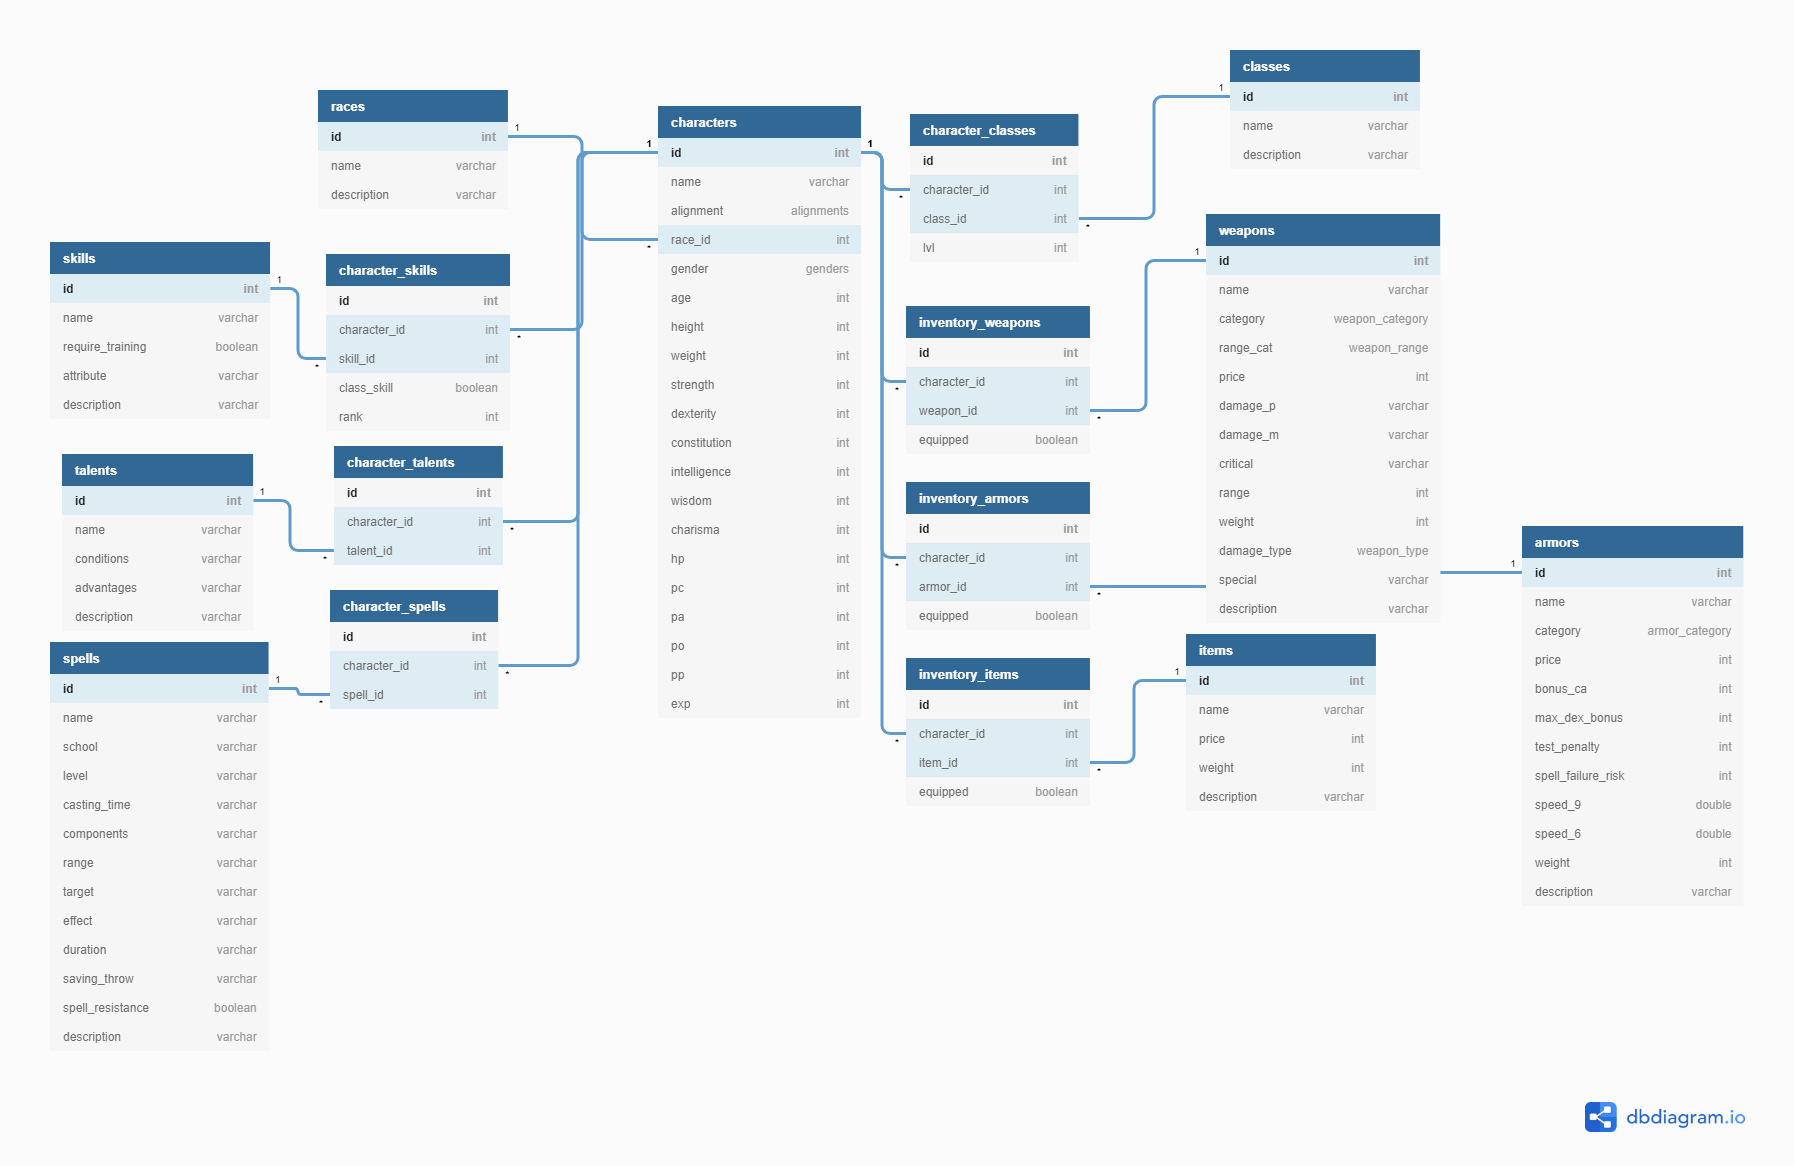 races
id int
name varchar
description varchar
skills
id int
name varchar
require_training boolean
attribute varchar
description varchar
character_skills
id int
character_id int
skill_id int
class_skill boolean
rank int
talents
id int
name varchar
conditions varchar
advantages varchar
description varchar
character_talents
id int
character_id int
talent_id int
character_spells
id int
character_id int
spell_id int
spells
id int
name varchar
school varchar
level varchar
casting_time varchar
components varchar
range varchar
target varchar
effect varchar
duration varchar
saving_throw varchar
spell_resistance boolean
description varchar
characters
id int
name varchar
alignment alignments
race_id int
gender genders
age int
height int
weight int
strength int
dexterity int
constitution int
intelligence int
wisdom int
charisma int
hp int
pc int
pa int
po int
pp int
exp int
character_classes
id int
character_id int
class_id int
lvl int
inventory_weapons
id int
character_id int
weapon_id int
equipped boolean
inventory_armors
id int
character_id int
armor_id int
equipped boolean
inventory_items
id int
character_id int
item_id int
equipped boolean
classes
id int
name varchar
description varchar
weapons
id int
name varchar
category weapon_category
range_cat weapon_range
price int
damage_p varchar
damage_m varchar
critical varchar
range int
weight int
damage_type weapon_type
special varchar
description varchar
items
id int
name varchar
price int
weight int
description varchar
armors
id int
name varchar
category armor_category
price int
bonus_ca int
max_dex_bonus int
test_penalty int
spell_failure_risk int
speed_9 double
speed_6 double
weight int
description varchar
1
*
1
*
1
*
1
*
1
*
*
*
1
*
*
*
*
1
*
1
*
1
*
1
*
dbdiagram.io